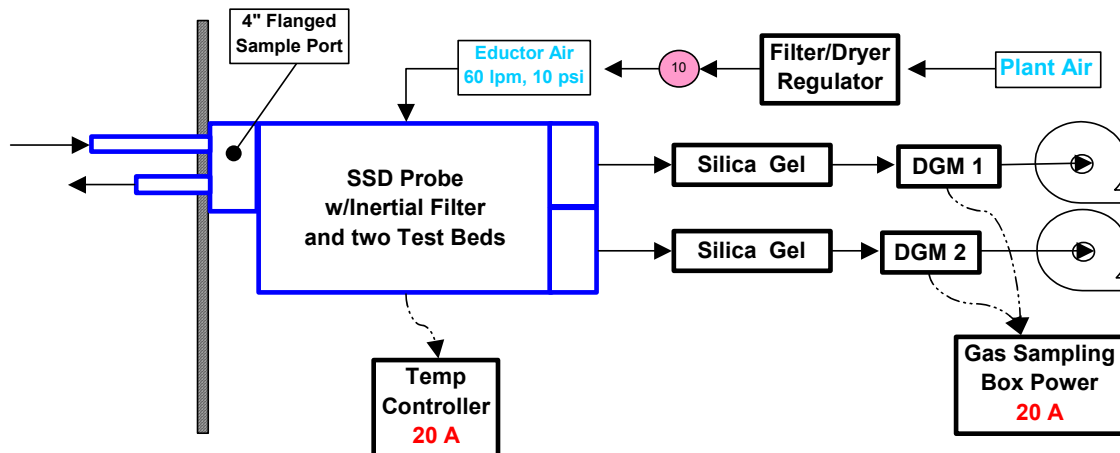 4" Flanged
Sample Port
Eductor Air
60 lpm, 10 psi
10
Filter/Dryer
Regulator
Plant Air
SSD Probe
w/Inertial Filter
and two Test Beds
Silica Gel
DGM 1
Silica Gel
DGM 2
Temp
Controller
20 A
Gas Sampling
Box Power
20 A